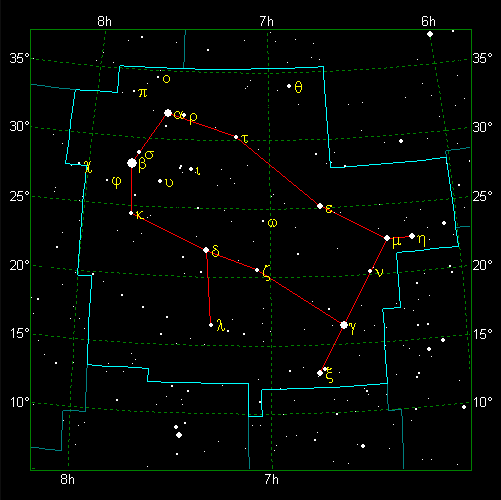 8h 7h 6h
35° 35°
ο
π θ
α ρ
30° 30°
τ
σ
β
χ ι
φ υ
25° 25°
ε
κ ω
μ η
δ
20° ζ ν 20°
λ γ
15° 15°
ξ
10° 10°
8h 7h